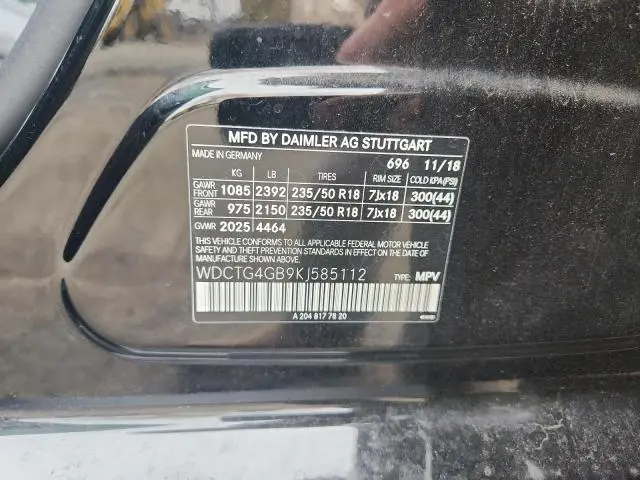 MFD BY DAIMLER AG STUTTGART
MADE IN GERMANY 696 11/18
KG LB TIRES RIM SIZE COLD KPA(PSI)
GAWR FRONT 1085 2392 235/50 R18 7Jx18 300(44)
GAWR REAR 975 2150 235/50 R18 7Jx18 300(44)
GVWR 2025 4464
THIS VEHICLE CONFORMS TO ALL APPLICABLE FEDERAL MOTOR VEHICLE
SAFETY STANDARDS IN EFFECT ON THE DATE OF MANUFACTURE
SHOWN ABOVE.
WDCTG4GB9KJ585112 TYPE: MPV
A 204 817 78 20